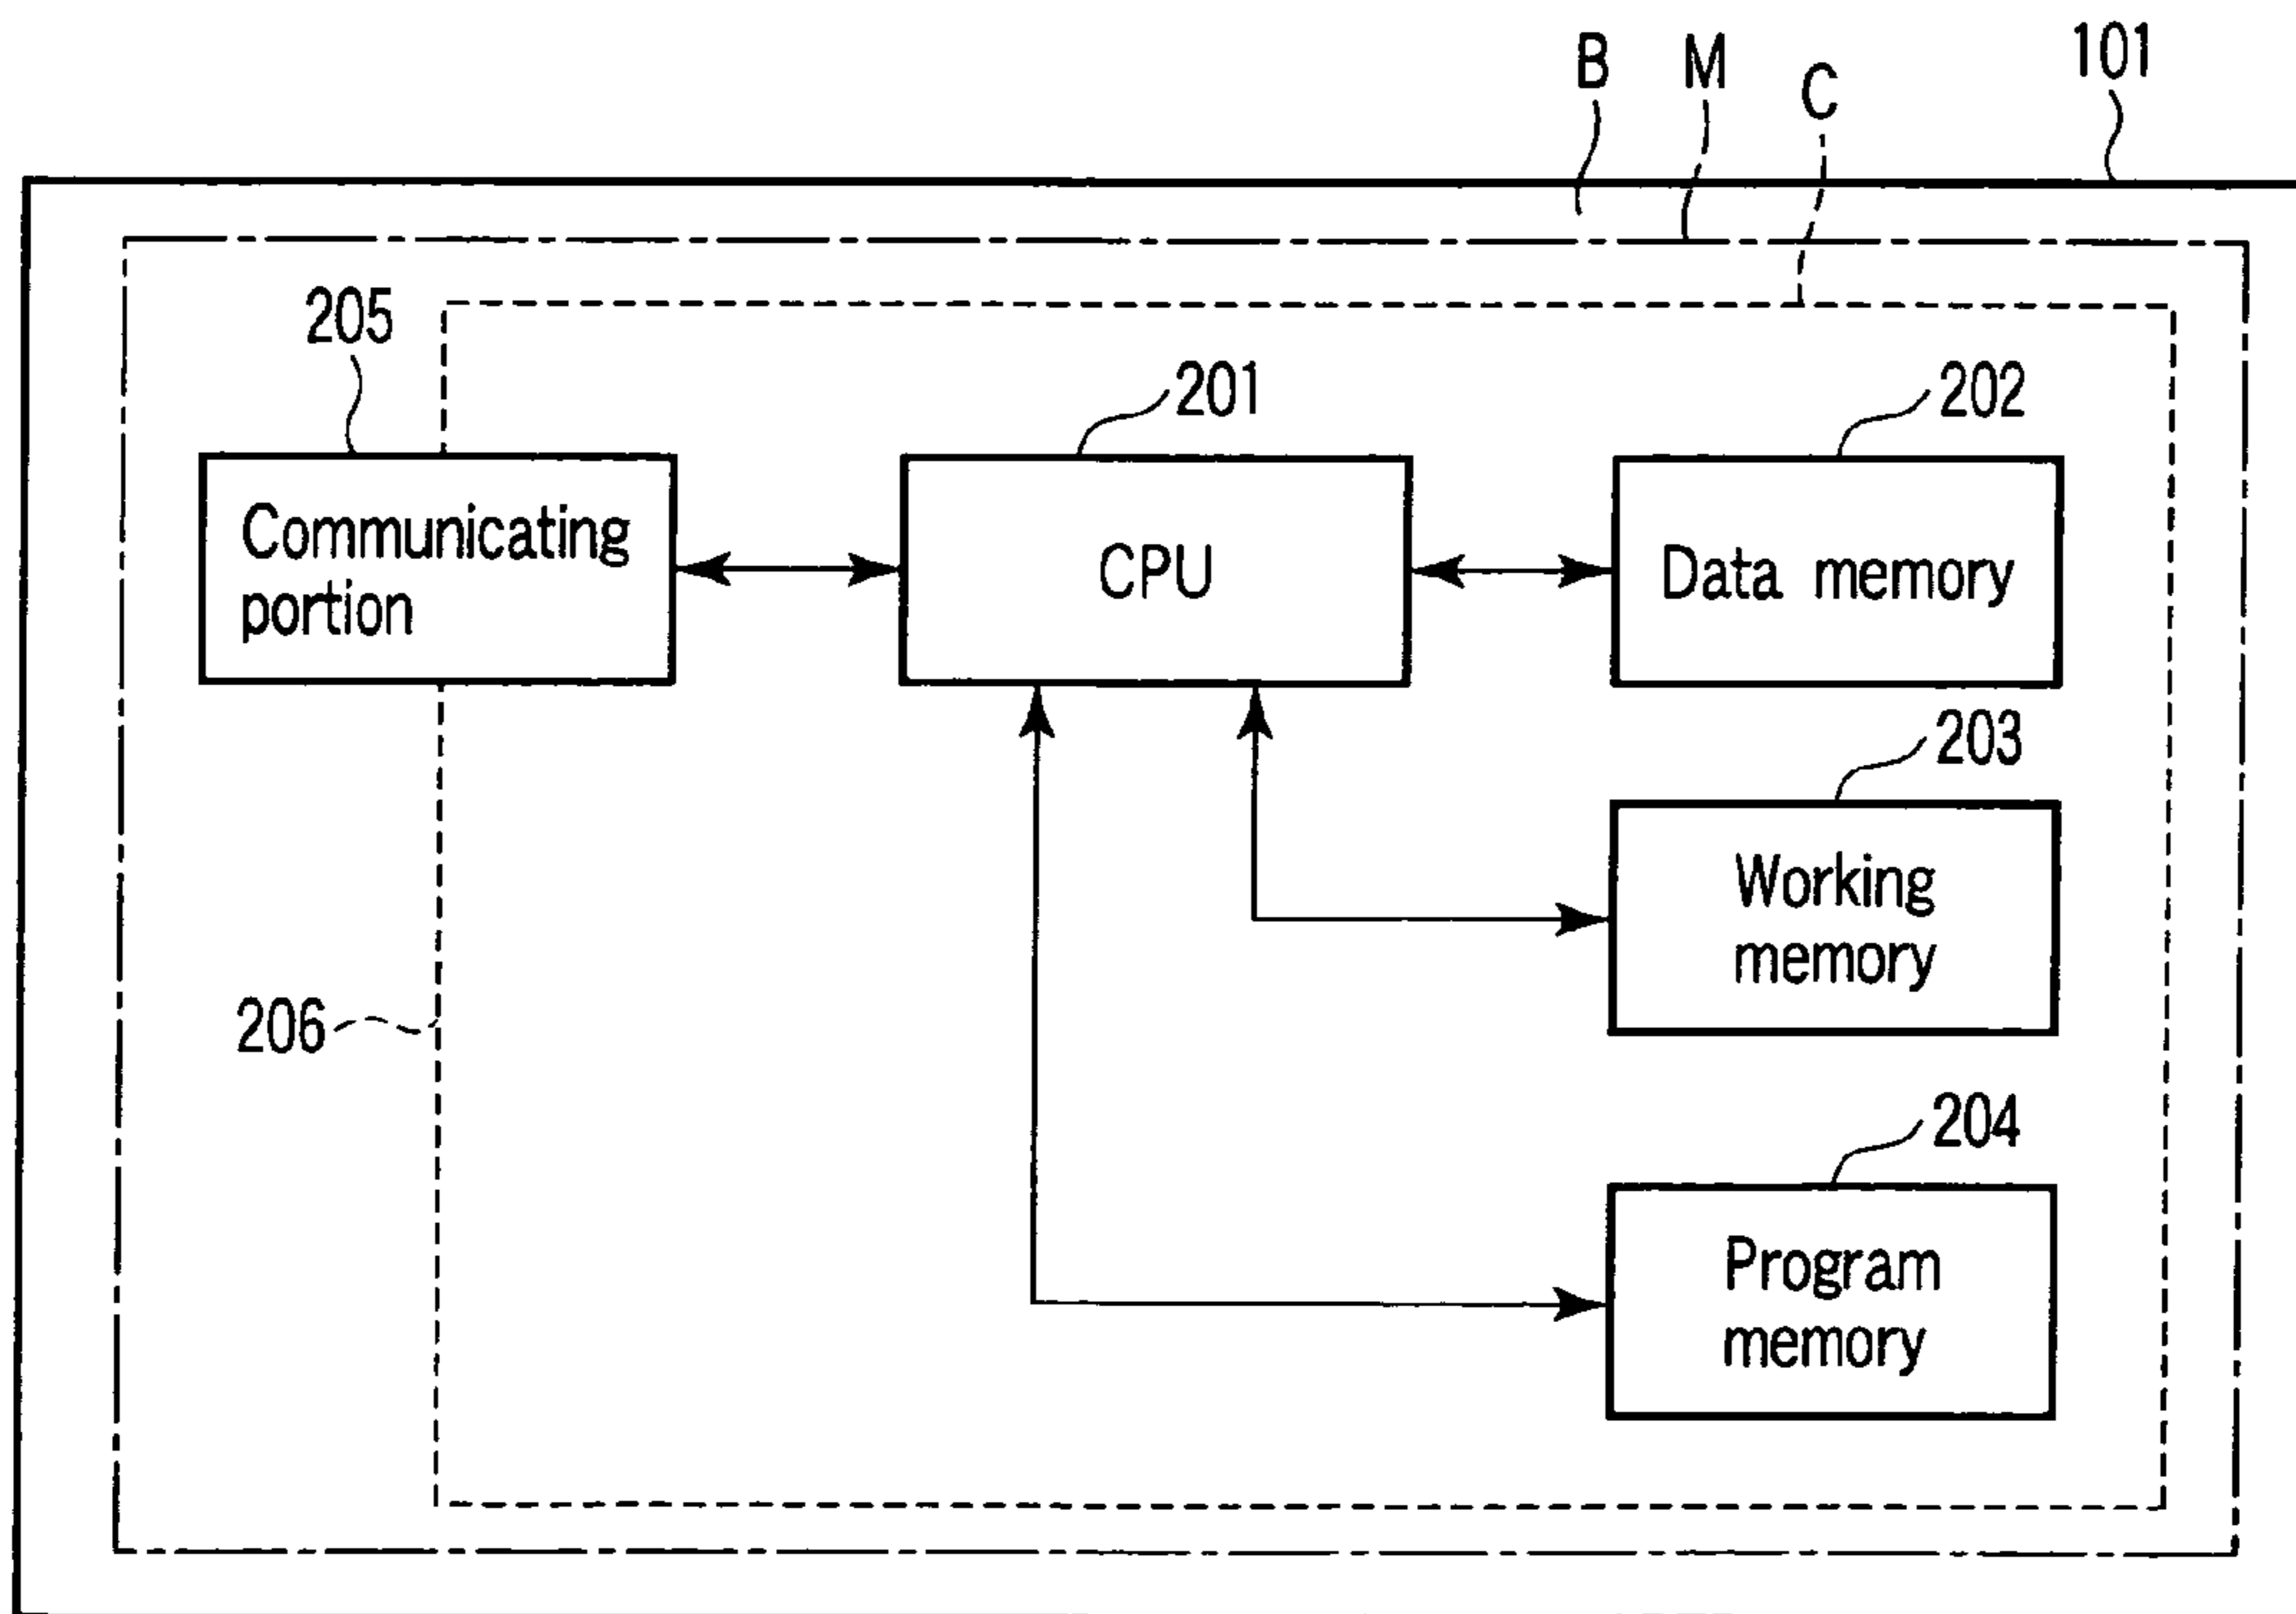 B
M
C
101
205
201
202
Communicating
portion
CPU
Data memory
203
Working
memory
206
204
Program
memory